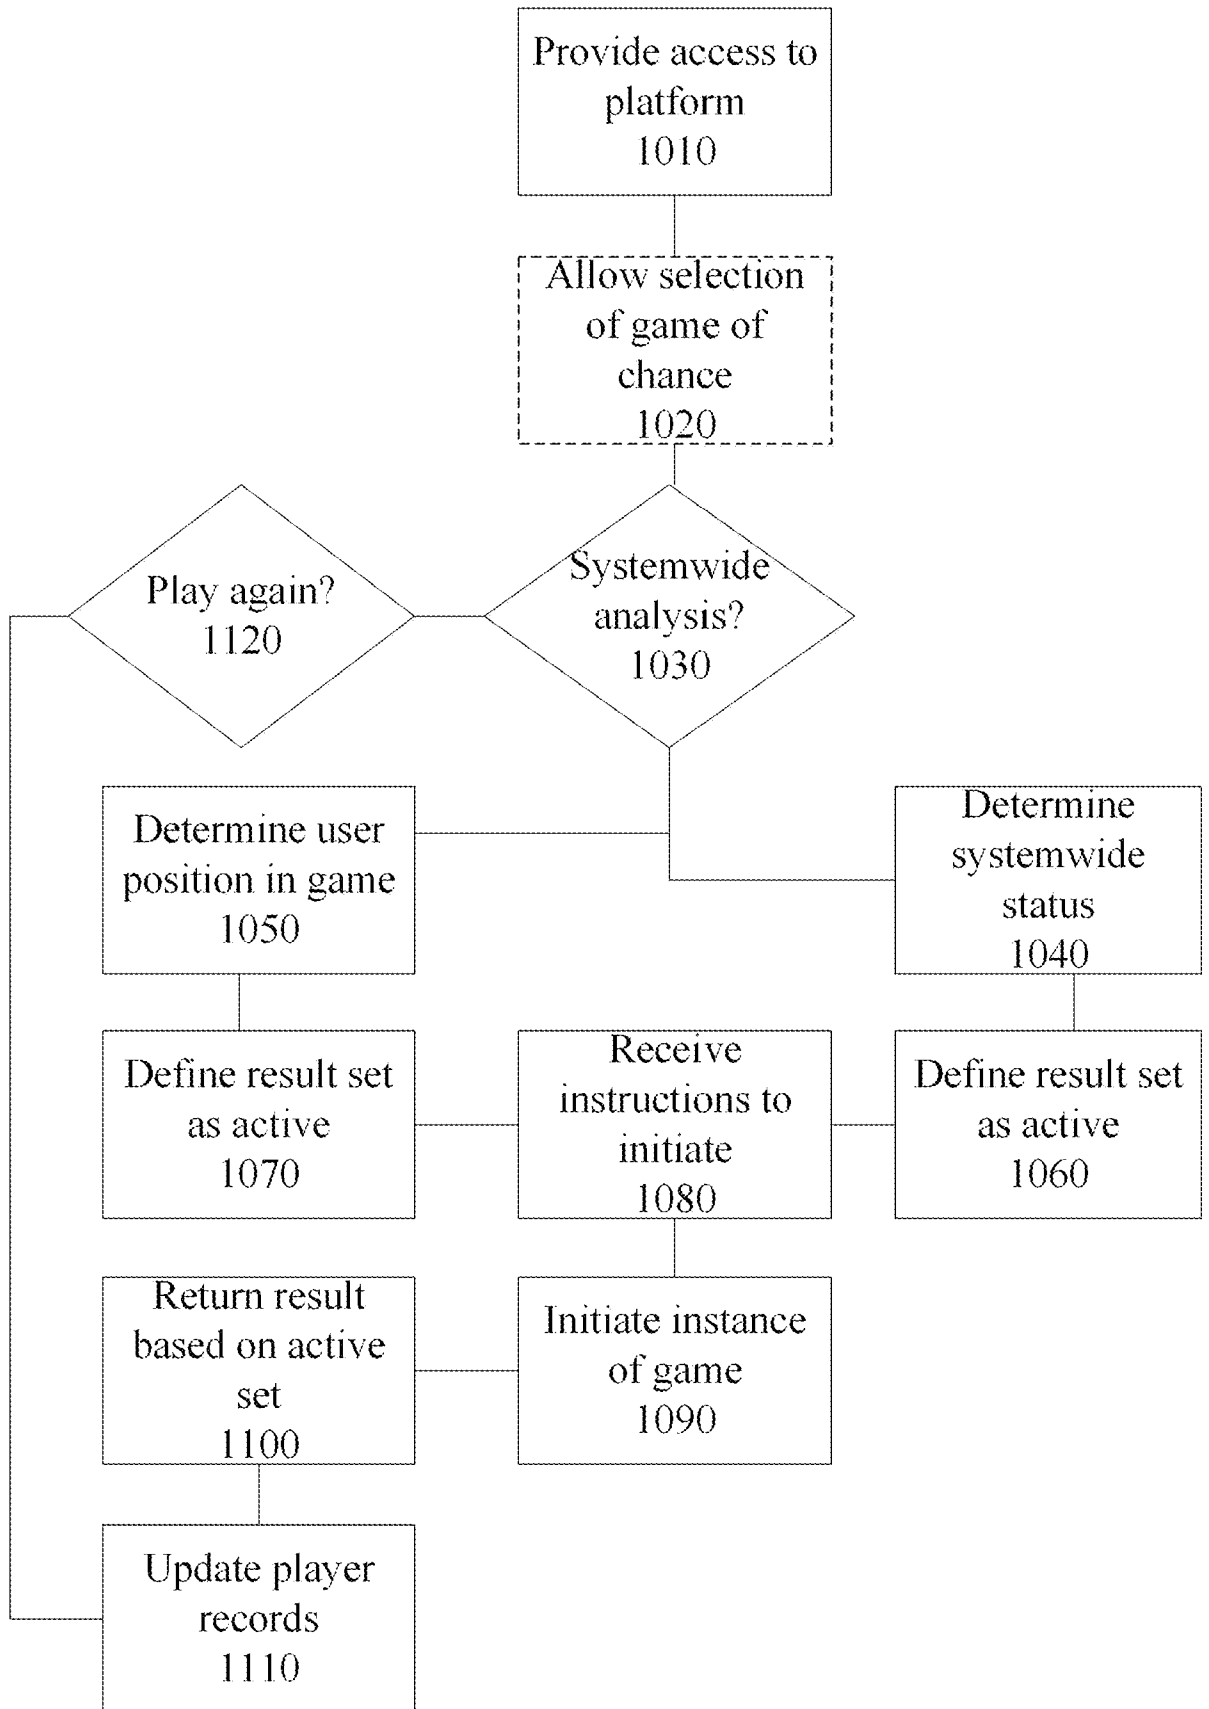 Provide access to
platform
1010
Allow selection
of game of
chance
1020
Play again?
1120
Systemwide
analysis?
1030
Determine user
position in game
1050
Determine
systemwide
status
1040
Define result set
as active
1070
Receive
instructions to
initiate
1080
Define result set
as active
1060
Return result
based on active
set
1100
Initiate instance
of game
1090
Update player
records
1110